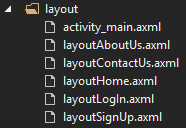 layout
activity_main.axml
layoutAboutUs.axml
layoutContactUs.axml
layoutHome.axml
layoutLogIn.axml
layoutSignUp.axml